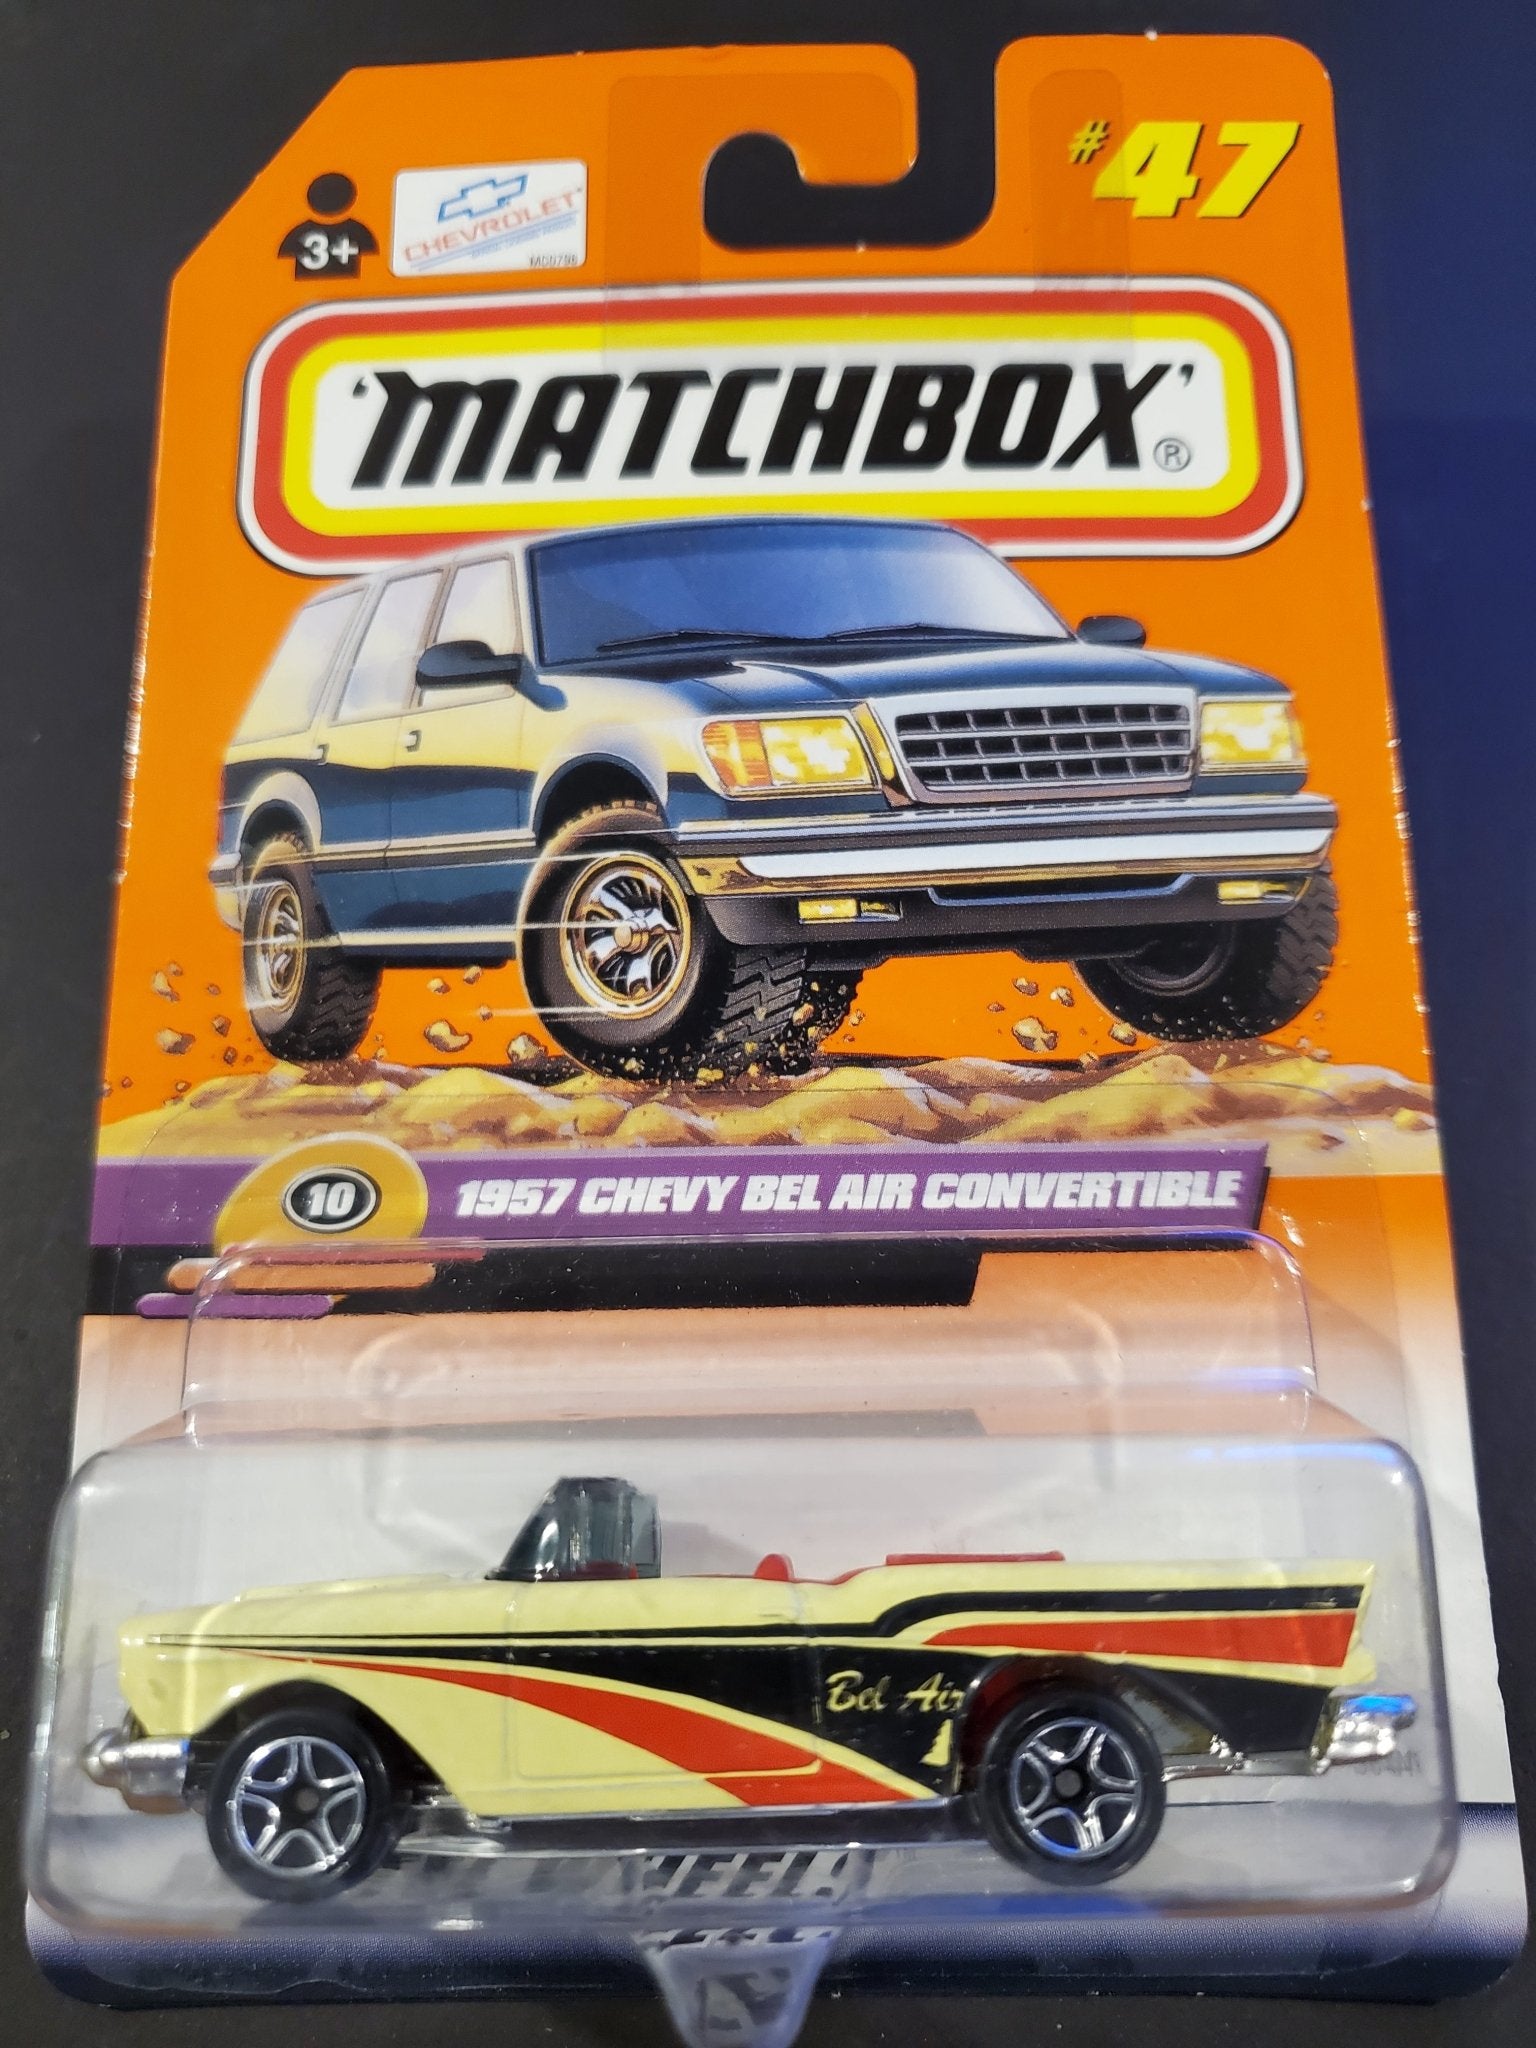 #47
3+
CHEVROLET
'MATCHBOX'®
10
1957 CHEVY BEL AIR CONVERTIBLE
Bel Air